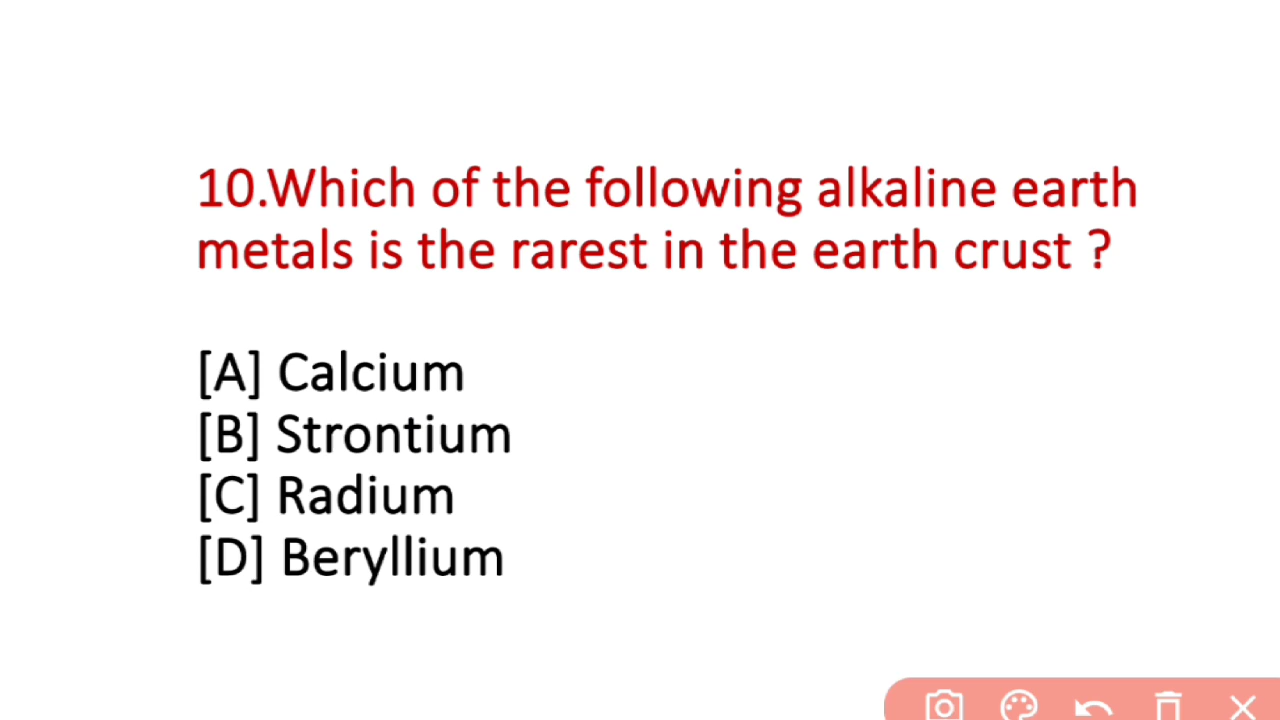 10.Which of the following alkaline earth
metals is the rarest in the earth crust ?
[A] Calcium
[B] Strontium
[C] Radium
[D] Beryllium